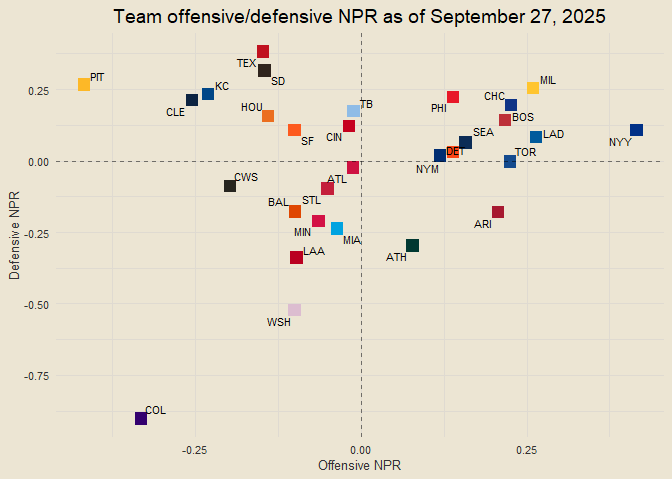 Team offensive/defensive NPR as of September 27, 2025
TEX
SD
PIT
KC
CLE
HOU
SF
TB
CIN
PHI
CHC
MIL
BOS
SEA
LAD
NYY
DET
TOR
NYM
CWS
ATL
STL
BAL
MIN
MIA
LAA
ATH
ARI
WSH
COL
0.25
0.00
-0.25
-0.50
-0.75
Defensive NPR
-0.25
0.00
0.25
Offensive NPR